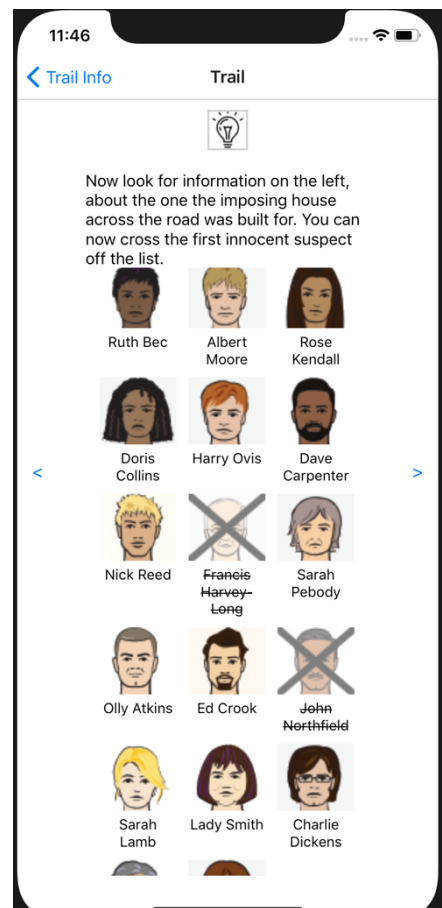 11:46
< Trail Info Trail
Now look for information on the left,
about the one the imposing house
across the road was built for. You can
now cross the first innocent suspect
off the list.
Ruth Bec Albert Rose
Moore Kendall
Doris Harry Ovis Dave
Collins Carpenter
< >
Nick Reed Francis Sarah
Harvey- Pebody
Long
Olly Atkins Ed Crook John
Northfield
Sarah Lady Smith Charlie
Lamb Dickens